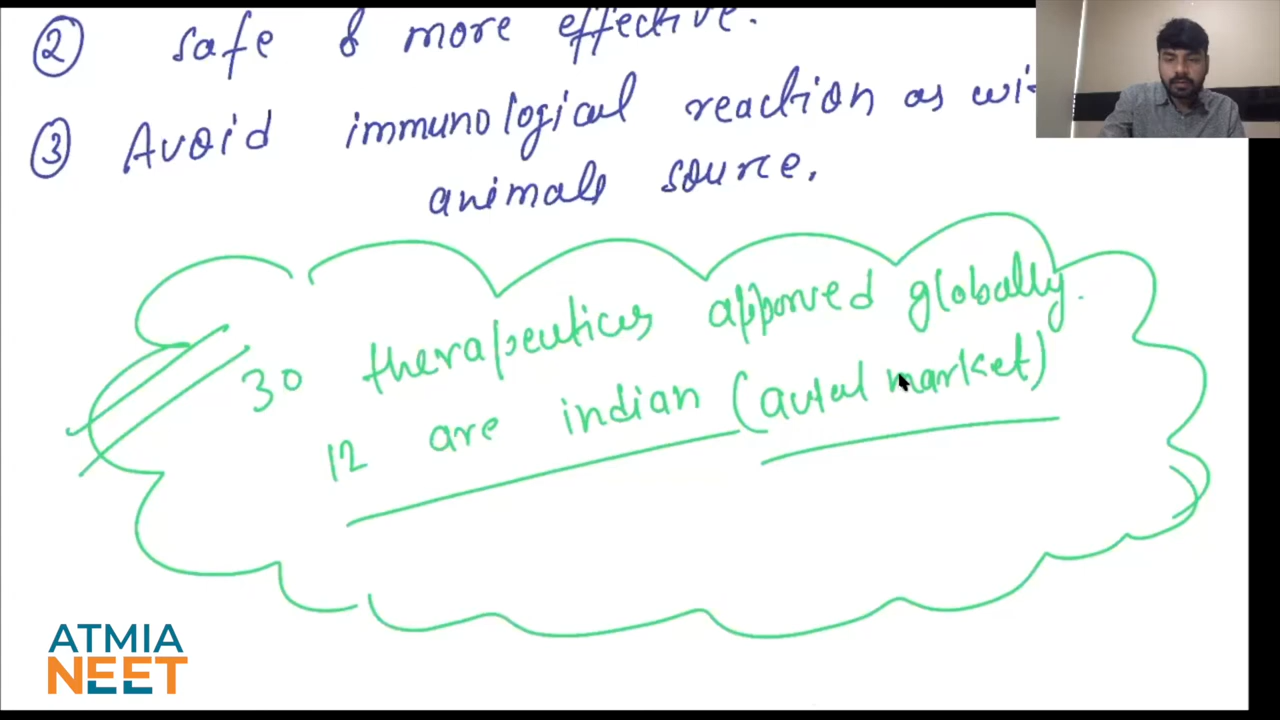 ② safe & more effective.
③ Avoid immunological reaction as wi
animals source.
30 therapeutics approved globally.
12 are indian (autal market)
ATMIA
NEET